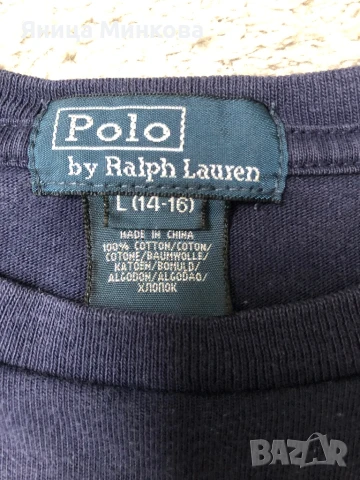 Яница Минкова
Polo
by Ralph Lauren
L (14-16)
MADE IN CHINA
100% COTTON/COTON/
COTONE/BAUMWOLLE/
KATOEN/BOMULD/
ALGODON/ALGODAO/
ХЛОПОК
BAZAR